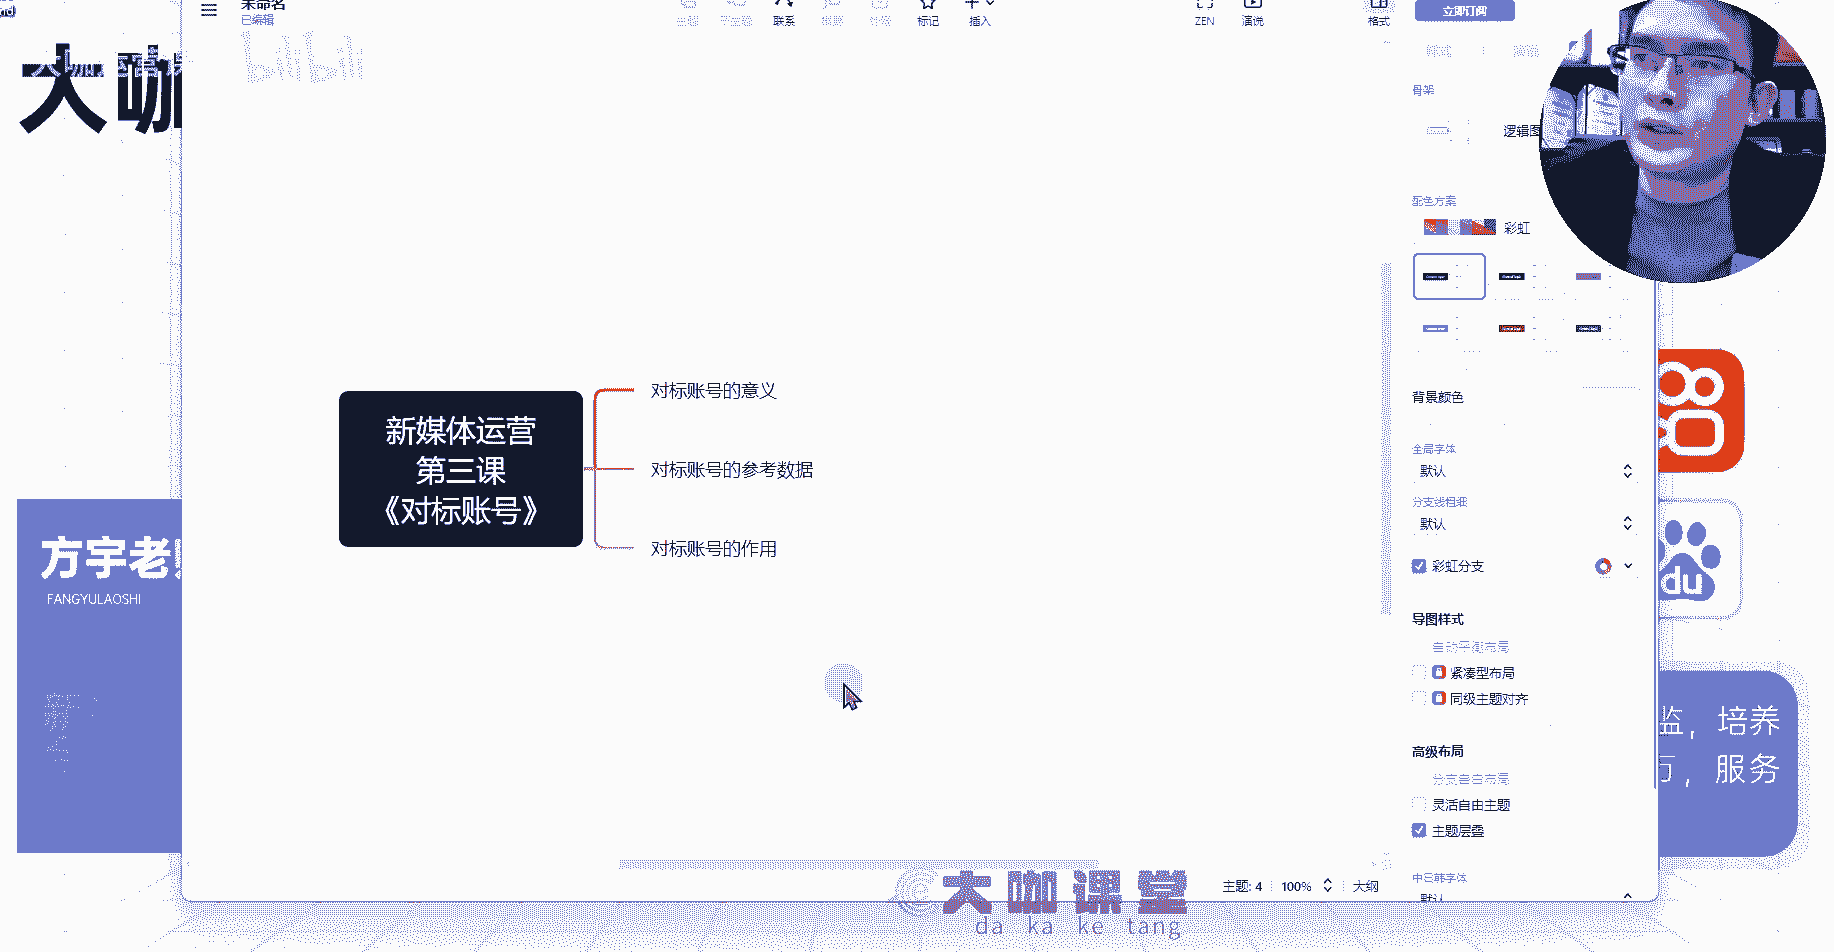 未命名
已编辑
联系
标记
插入
ZEN
演说
格式
立即订阅
bilibili
大咖
骨架
逻辑图
配色方案
彩虹
背景颜色
全局字体
默认
分支线粗细
默认
彩虹分支
导图样式
自动平衡布局
紧凑型布局
同级主题对齐
高级布局
分支自由布局
灵活自由主题
主题层叠
中日韩字体
默认
新媒体运营
第三课
《对标账号》
对标账号的意义
对标账号的参考数据
对标账号的作用
方宇老
FANGYULAOSHI
du
监，培养
万，服务
主题: 4
100%
大纲
大咖课堂
da ka ke tang